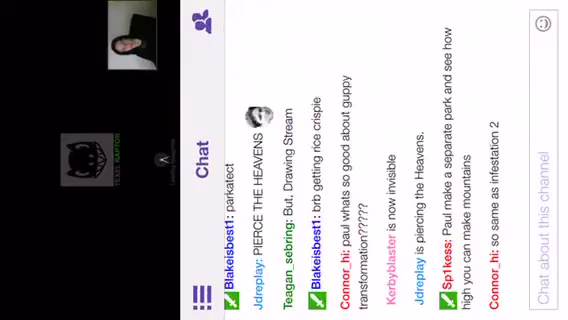 TEXEL RAPTOR
Chat
Blakeisbest1: parkatect
Jdreplay: PIERCE THE HEAVENS
Teagan_sebring: But, Drawing Stream
Blakeisbest1: brb getting rice crispie
Connor_hi: paul whats so good about guppy
transformation?????
Kerbyblaster is now invisible
Jdreplay is piercing the Heavens.
Sp1kess: Paul make a separate park and see how
high you can make mountains
Connor_hi: so same as infestation 2
Chat about this channel